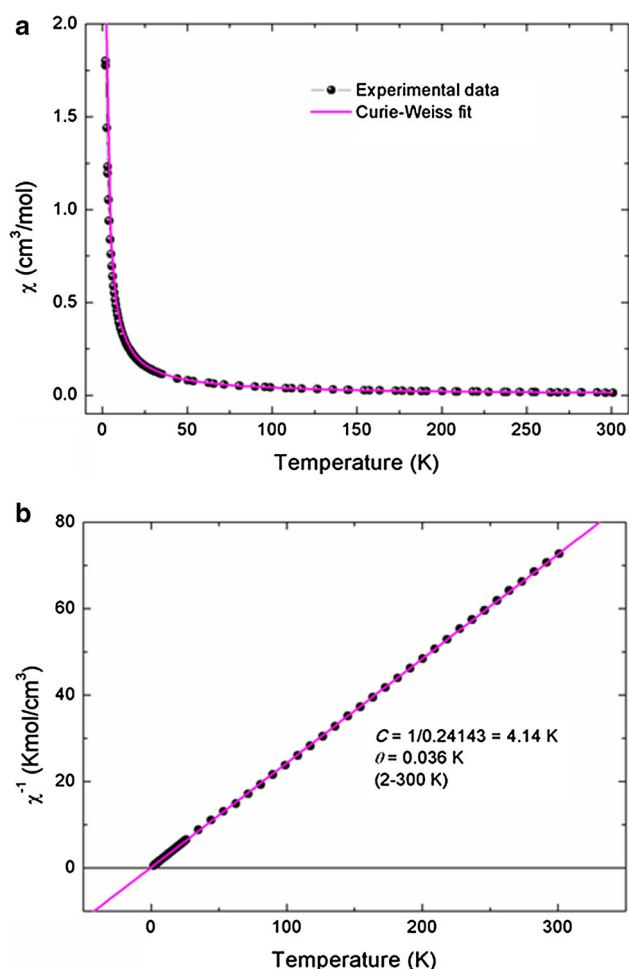 a
2.0
1.5
1.0
0.5
0.0
χ (cm³/mol)
Experimental data
Curie-Weiss fit
0 50 100 150 200 250 300
Temperature (K)
b
80
60
40
20
0
χ⁻¹ (Kmol/cm³)
C = 1/0.24143 = 4.14 K
θ = 0.036 K
(2-300 K)
0 100 200 300
Temperature (K)